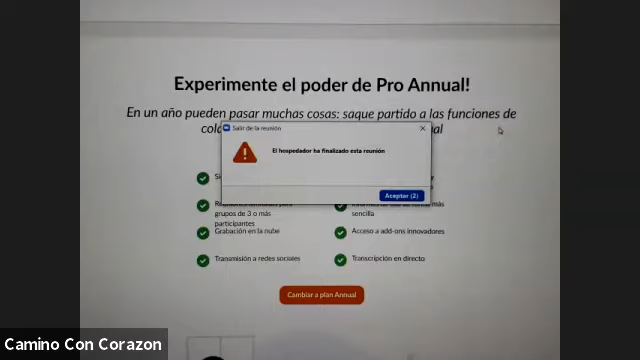 Experimente el poder de Pro Annual!
En un año pueden pasar muchas cosas: saque partido a las funciones de
Salir de la reunión
El hospedador ha finalizado esta reunión
Aceptar (2)
grupos de 3 o más
participantes
más
sencilla
Grabación en la nube
Acceso a add-ons innovadores
Transmisión a redes sociales
Transcripción en directo
Cambiar a plan Annual
Camino Con Corazon